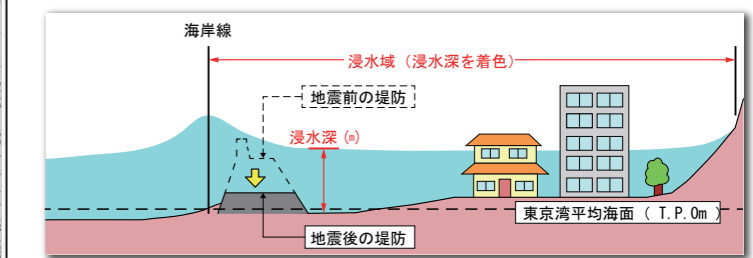 海岸線
浸水域（浸水深を着色）
地震前の堤防
浸水深（m）
東京湾平均海面（T.P.0m）
地震後の堤防